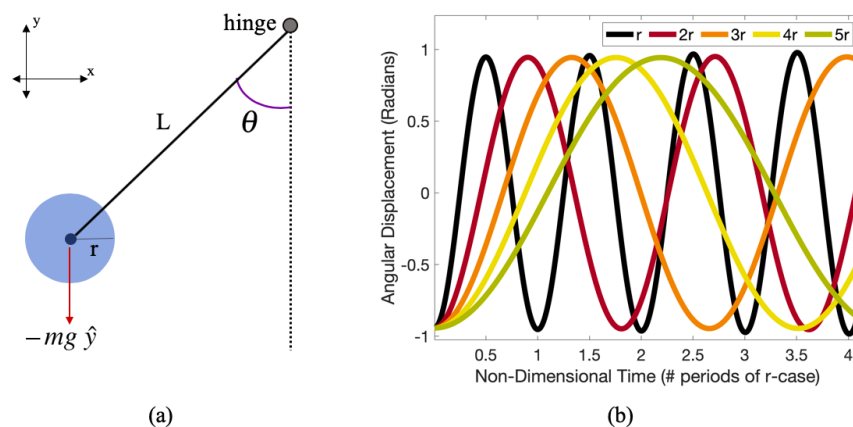 hinge
y
x
L
θ
r
−mg ŷ
(a)
r 2r 3r 4r 5r
Angular Displacement (Radians)
1
0.5
0
-0.5
-1
0.5 1 1.5 2 2.5 3 3.5 4
Non-Dimensional Time (# periods of r-case)
(b)